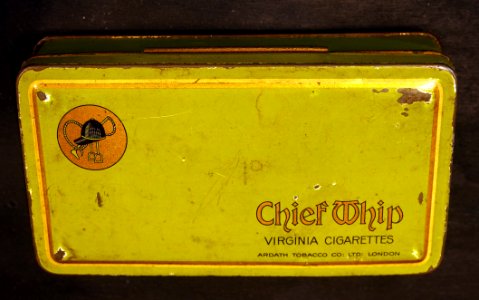 Chief Whip
VIRGINIA CIGARETTES
ARDATH TOBACCO CO: LTD: LONDON